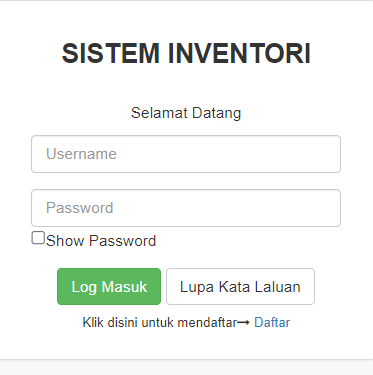 SISTEM INVENTORI
Selamat Datang
Username
Password
Show Password
Log Masuk Lupa Kata Laluan
Klik disini untuk mendaftar→ Daftar